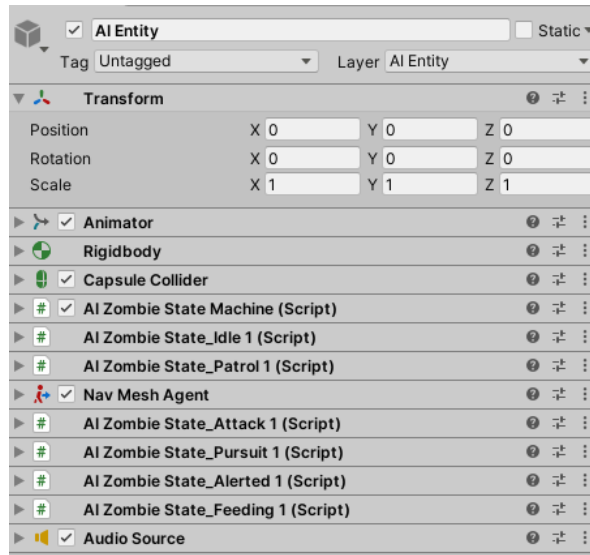 AI Entity Static
Tag Untagged Layer AI Entity
Transform
Position X 0 Y 0 Z 0
Rotation X 0 Y 0 Z 0
Scale X 1 Y 1 Z 1
Animator
Rigidbody
Capsule Collider
# AI Zombie State Machine (Script)
# AI Zombie State_Idle 1 (Script)
# AI Zombie State_Patrol 1 (Script)
Nav Mesh Agent
# AI Zombie State_Attack 1 (Script)
# AI Zombie State_Pursuit 1 (Script)
# AI Zombie State_Alerted 1 (Script)
# AI Zombie State_Feeding 1 (Script)
Audio Source